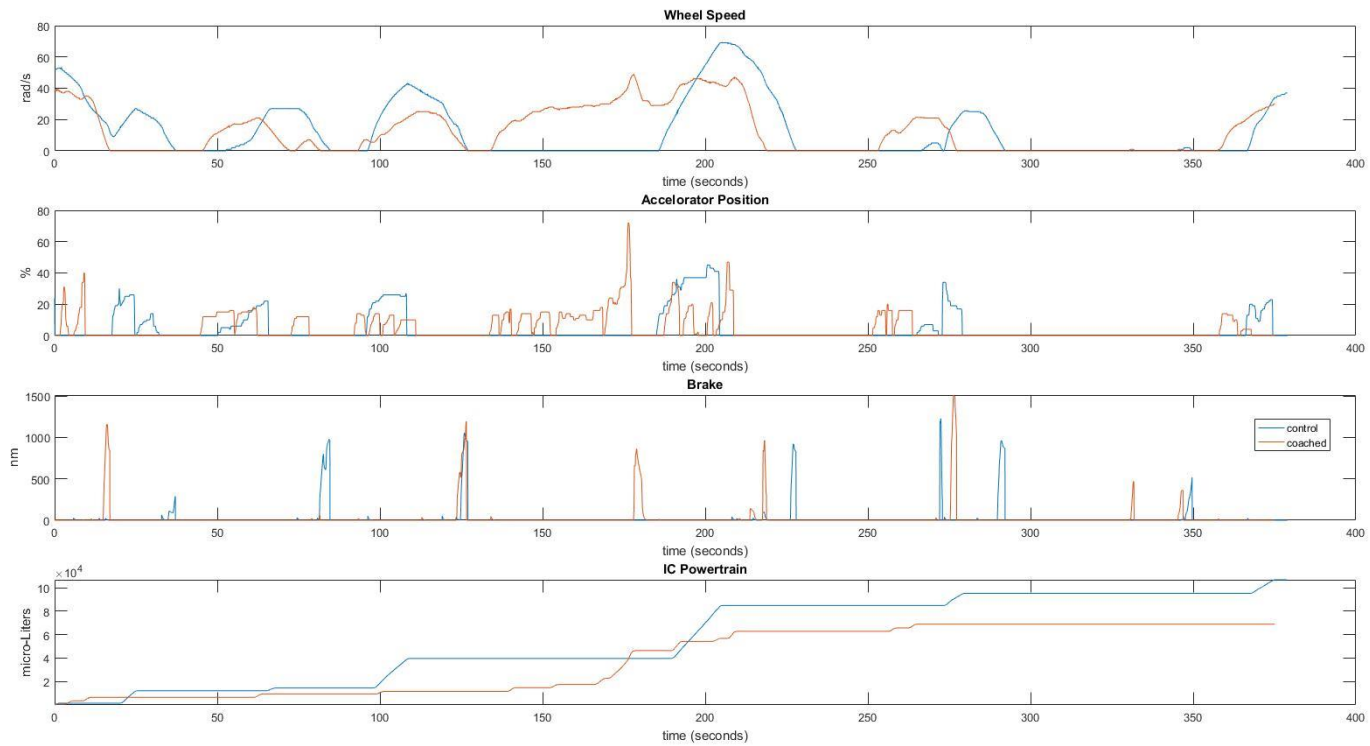 Wheel Speed
80
60
40
20
0
rad/s
0 50 100 150 200 250 300 350 400
time (seconds)
Accelorator Position
80
60
40
20
0
%
0 50 100 150 200 250 300 350 400
time (seconds)
Brake
1500
1000
500
0
nm
control
coached
0 50 100 150 200 250 300 350 400
time (seconds)
IC Powertrain
×10⁴
10
8
6
4
2
micro-Liters
0 50 100 150 200 250 300 350 400
time (seconds)